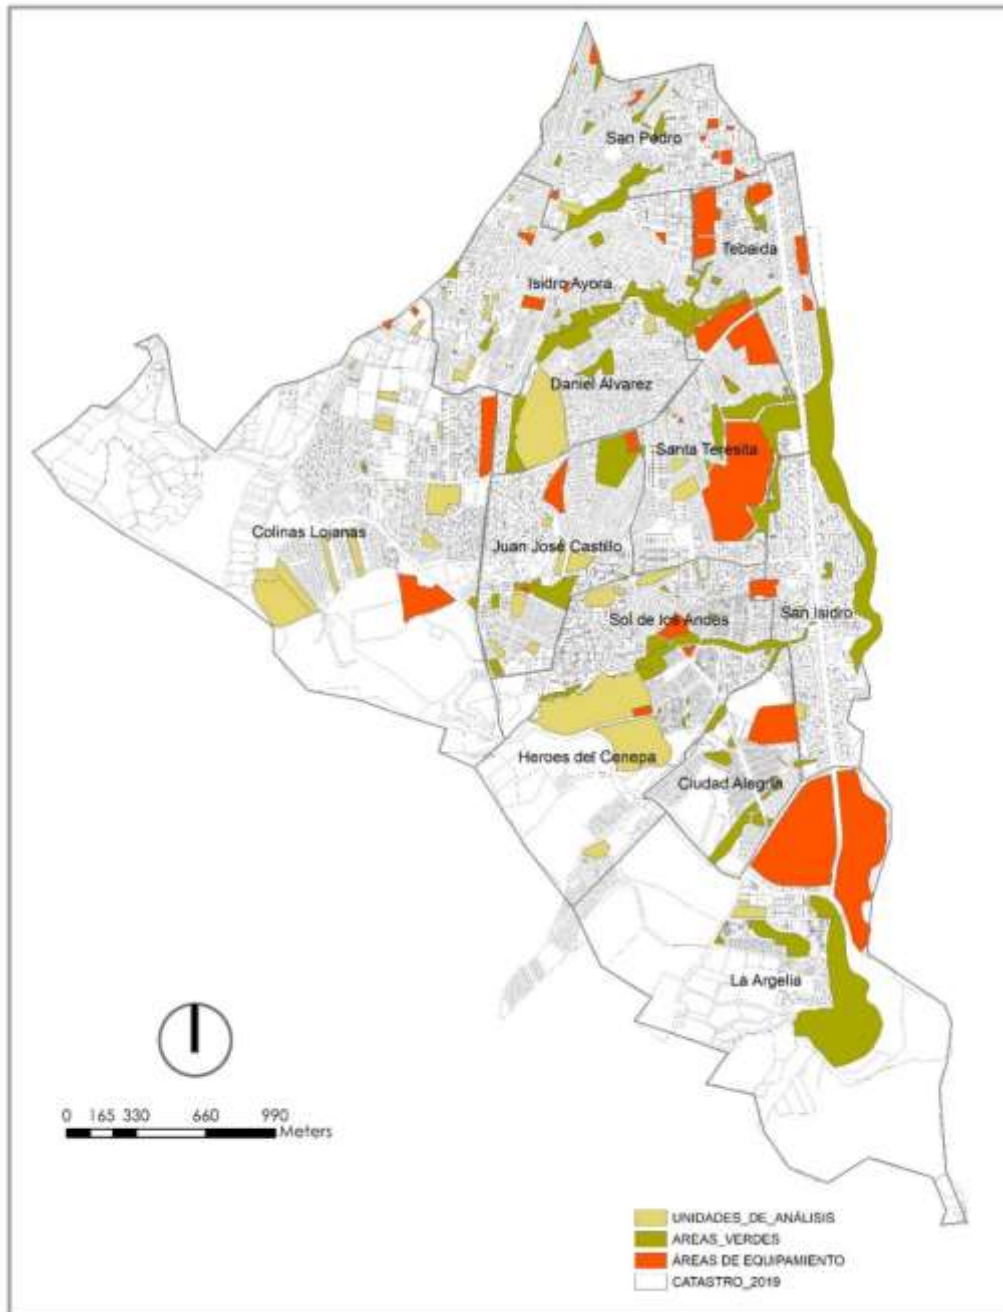 San Pedro
Tebaida
Isidro Ayora
Daniel Alvarez
Santa Teresita
Colinas Lojanas
Juan José Castillo
Sol de los Andes
San Isidro
Heroes del Cenepa
Ciudad Alegría
La Argelia
0 165 330 660 990
Meters
UNIDADES_DE_ANÁLISIS
AREAS_VERDES
ÁREAS DE EQUIPAMIENTO
CATASTRO_2019